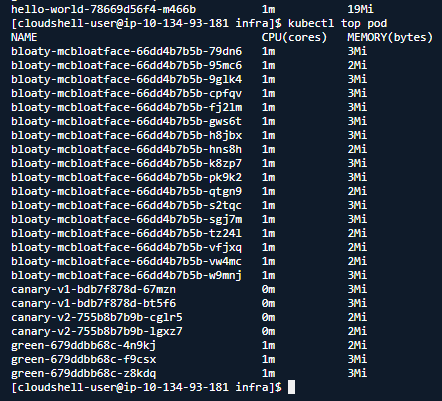 hello-world-78669d56f4-m466b 1m 19Mi
[cloudshell-user@ip-10-134-93-181 infra]$ kubectl top pod
NAME CPU(cores) MEMORY(bytes)
bloaty-mcbloatface-66dd4b7b5b-79dn6 1m 3Mi
bloaty-mcbloatface-66dd4b7b5b-95mc6 1m 2Mi
bloaty-mcbloatface-66dd4b7b5b-9glk4 1m 3Mi
bloaty-mcbloatface-66dd4b7b5b-cpfqv 1m 3Mi
bloaty-mcbloatface-66dd4b7b5b-fj2lm 1m 3Mi
bloaty-mcbloatface-66dd4b7b5b-gws6t 1m 3Mi
bloaty-mcbloatface-66dd4b7b5b-h8jbx 1m 3Mi
bloaty-mcbloatface-66dd4b7b5b-hns8h 1m 2Mi
bloaty-mcbloatface-66dd4b7b5b-k8zp7 1m 3Mi
bloaty-mcbloatface-66dd4b7b5b-pk9k2 1m 3Mi
bloaty-mcbloatface-66dd4b7b5b-qtgn9 1m 2Mi
bloaty-mcbloatface-66dd4b7b5b-s2tqc 1m 3Mi
bloaty-mcbloatface-66dd4b7b5b-sgj7m 1m 3Mi
bloaty-mcbloatface-66dd4b7b5b-tz24l 1m 2Mi
bloaty-mcbloatface-66dd4b7b5b-vfjxq 1m 2Mi
bloaty-mcbloatface-66dd4b7b5b-vw4mc 1m 2Mi
bloaty-mcbloatface-66dd4b7b5b-w9mnj 1m 3Mi
canary-v1-bdb7f878d-67mzn 0m 3Mi
canary-v1-bdb7f878d-bt5f6 0m 3Mi
canary-v2-755b8b7b9b-cglr5 0m 2Mi
canary-v2-755b8b7b9b-lgxz7 0m 2Mi
green-679ddbb68c-4n9kj 1m 2Mi
green-679ddbb68c-f9csx 1m 3Mi
green-679ddbb68c-z8kdq 1m 3Mi
[cloudshell-user@ip-10-134-93-181 infra]$